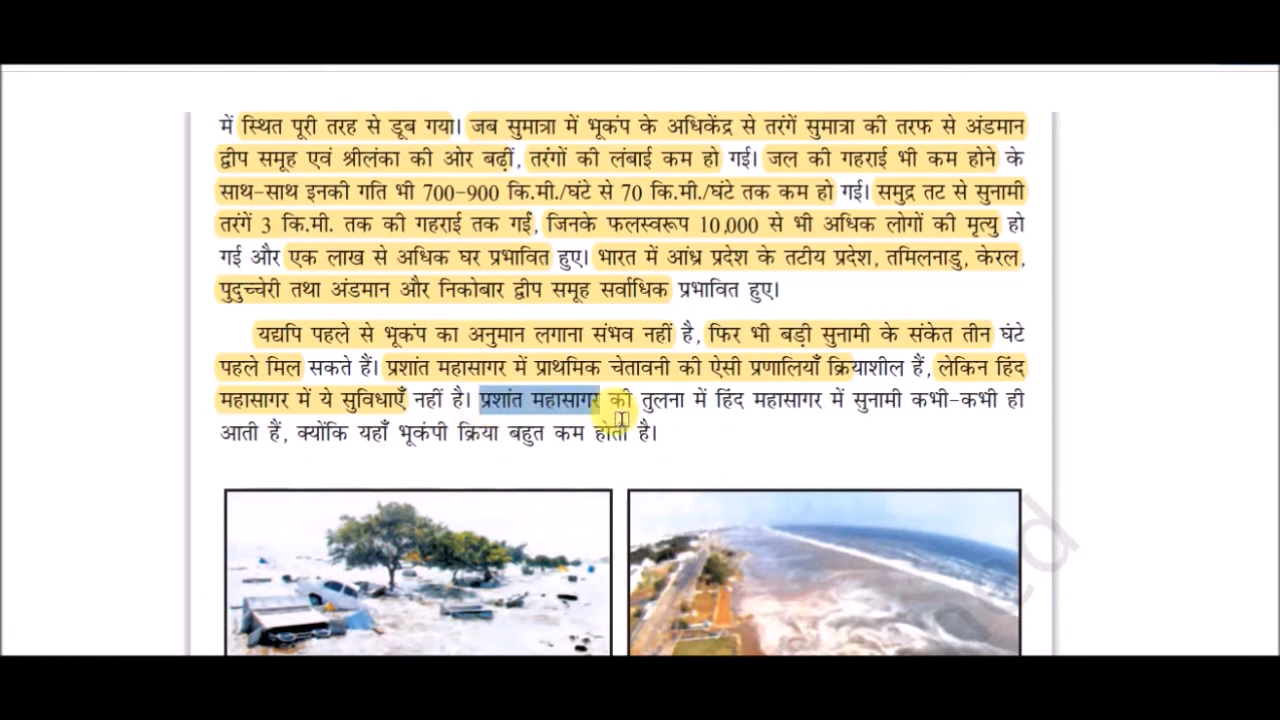 में स्थित पूरी तरह से डूब गया। जब सुमात्रा में भूकंप के अधिकेंद्र से तरंगें सुमात्रा की तरफ से अंडमान
द्वीप समूह एवं श्रीलंका की ओर बढ़ीं, तरंगों की लंबाई कम हो गई। जल की गहराई भी कम होने के
साथ-साथ इनकी गति भी 700-900 कि.मी./घंटे से 70 कि.मी./घंटे तक कम हो गई। समुद्र तट से सुनामी
तरंगें 3 कि.मी. तक की गहराई तक गईं, जिनके फलस्वरूप 10,000 से भी अधिक लोगों की मृत्यु हो
गई और एक लाख से अधिक घर प्रभावित हुए। भारत में आंध्र प्रदेश के तटीय प्रदेश, तमिलनाडु, केरल,
पुदुच्चेरी तथा अंडमान और निकोबार द्वीप समूह सर्वाधिक प्रभावित हुए।
यद्यपि पहले से भूकंप का अनुमान लगाना संभव नहीं है, फिर भी बड़ी सुनामी के संकेत तीन घंटे
पहले मिल सकते हैं। प्रशांत महासागर में प्राथमिक चेतावनी की ऐसी प्रणालियाँ क्रियाशील हैं, लेकिन हिंद
महासागर में ये सुविधाएँ नहीं है। प्रशांत महासागर की तुलना में हिंद महासागर में सुनामी कभी-कभी ही
आती हैं, क्योंकि यहाँ भूकंपी क्रिया बहुत कम होती है।